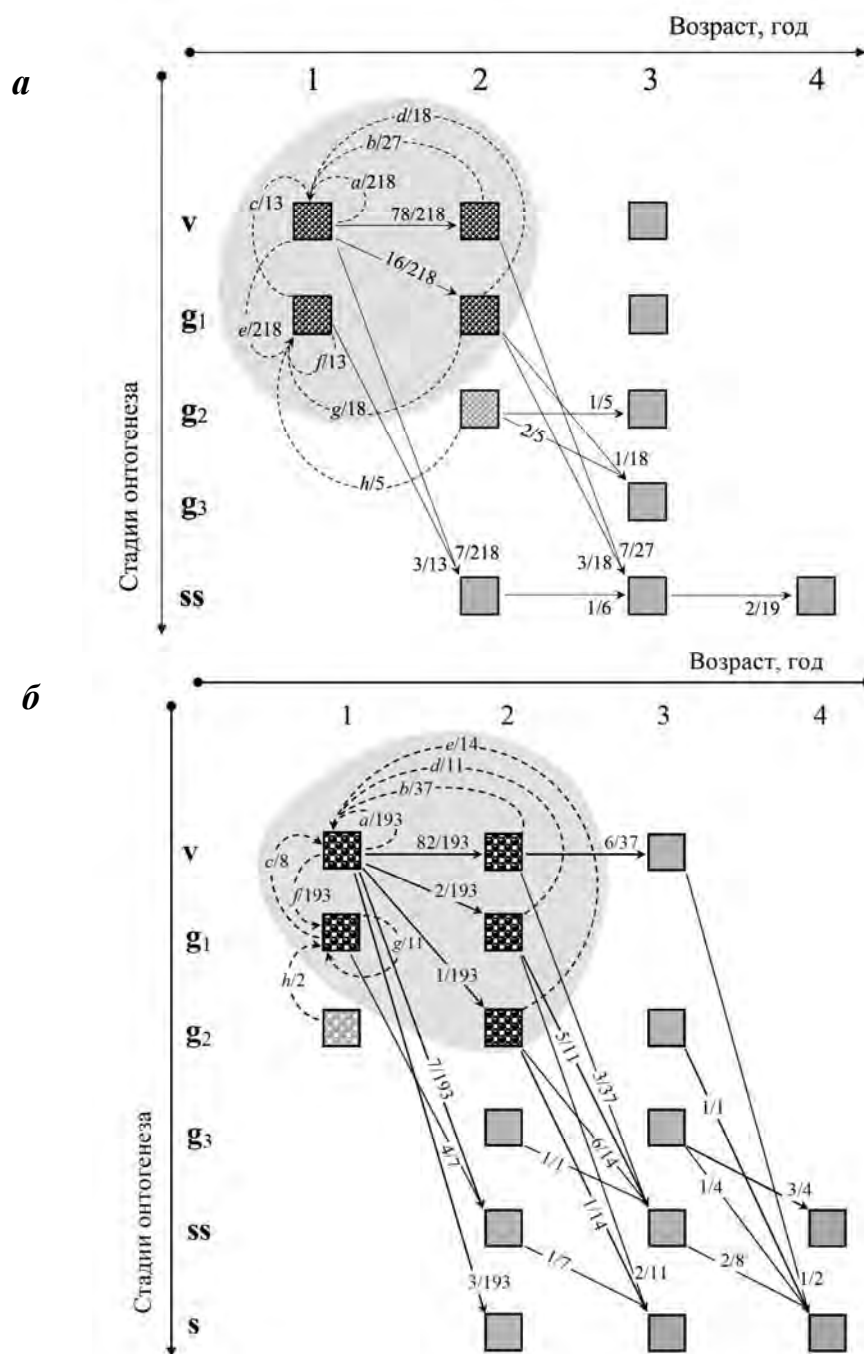 Возраст, год
а
1 2 3 4
d/18
b/27
a/218
c/13
v
78/218
16/218
g1
e/218
f/13
g/18
g2
1/5
2/5
1/18
h/5
g3
7/218
3/13
7/27
3/18
ss
1/6
2/19
Стадии онтогенеза
Возраст, год
б
1 2 3 4
e/14
d/11
b/37
a/193
v
82/193
6/37
c/8
f/193
2/193
g1
g/11
1/193
h/2
g2
5/11
3/37
7/193
1/1
g3
4/7
1/1
6/14
1/4
3/4
1/14
ss
1/7
2/11
2/8
1/2
3/193
s
Стадии онтогенеза